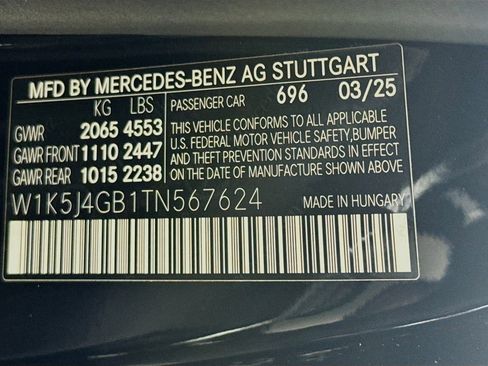 MFD BY MERCEDES-BENZ AG STUTTGART
KG LBS
PASSENGER CAR 696 03/25
GVWR 2065 4553
GAWR FRONT 1110 2447
GAWR REAR 1015 2238
THIS VEHICLE CONFORMS TO ALL APPLICABLE
U.S. FEDERAL MOTOR VEHICLE SAFETY, BUMPER
AND THEFT PREVENTION STANDARDS IN EFFECT
ON THE DATE OF MANUFACTURE SHOWN ABOVE
W1K5J4GB1TN567624
MADE IN HUNGARY